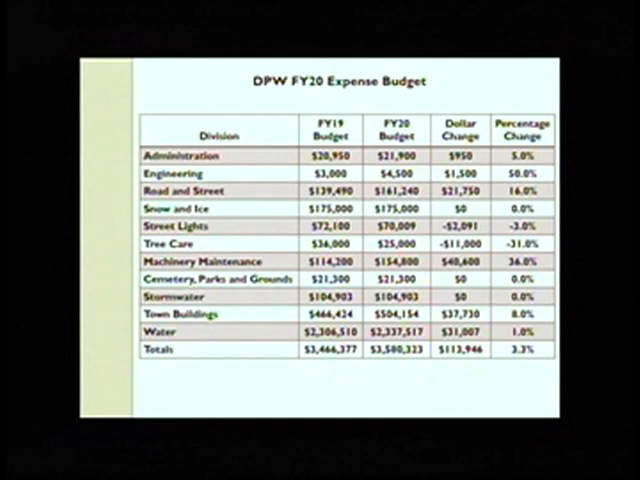 DPW FY20 Expense Budget
Division FY19 Budget FY20 Budget Dollar Change Percentage Change
Administration $20,950 $21,900 $950 5.0%
Engineering $3,000 $4,500 $1,500 50.0%
Road and Street $139,490 $161,240 $21,750 16.0%
Snow and Ice $175,000 $175,000 $0 0.0%
Street Lights $72,100 $70,009 -$2,091 -3.0%
Tree Care $36,000 $25,000 -$11,000 -31.0%
Machinery Maintenance $114,200 $154,800 $40,600 36.0%
Cemetery, Parks and Grounds $21,300 $21,300 $0 0.0%
Stormwater $104,903 $104,903 $0 0.0%
Town Buildings $466,424 $504,154 $37,730 8.0%
Water $2,306,510 $2,337,517 $31,007 1.0%
Totals $3,466,377 $3,580,323 $113,946 3.3%